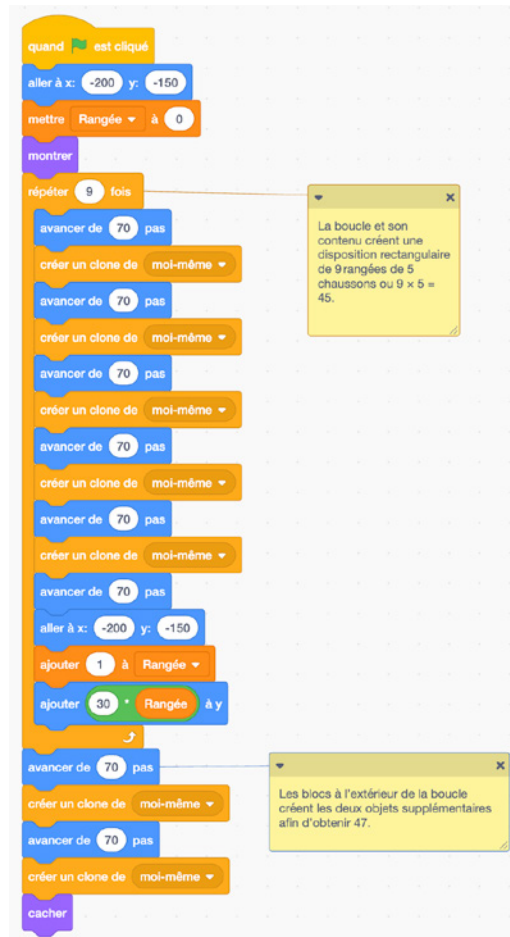 quand est cliqué
aller à x: -200 y: -150
mettre Rangée à 0
montrer
répéter 9 fois
La boucle et son
contenu créent une
disposition rectangulaire
de 9 rangées de 5
chaussons ou 9 × 5 =
45.
avancer de 70 pas
créer un clone de moi-même
avancer de 70 pas
créer un clone de moi-même
avancer de 70 pas
créer un clone de moi-même
avancer de 70 pas
créer un clone de moi-même
avancer de 70 pas
créer un clone de moi-même
avancer de 70 pas
aller à x: -200 y: -150
ajouter 1 à Rangée
ajouter 30 * Rangée à y
avancer de 70 pas
Les blocs à l'extérieur de la boucle
créent les deux objets supplémentaires
afin d'obtenir 47.
créer un clone de moi-même
avancer de 70 pas
créer un clone de moi-même
cacher